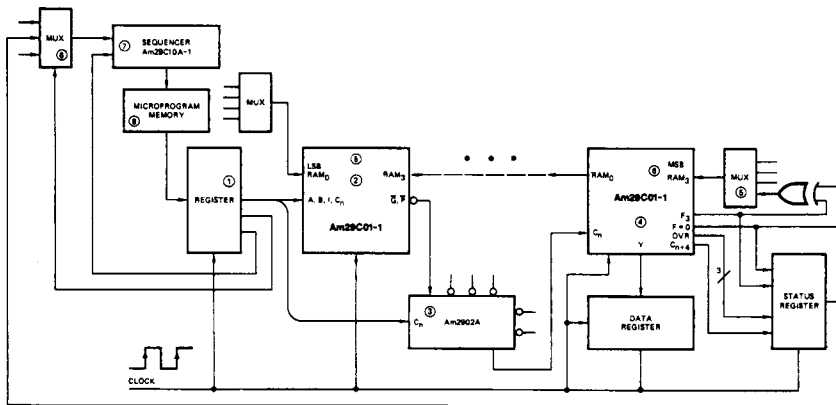 MUX
⑥
⑦
SEQUENCER
Am29C10A-1
MICROPROGRAM
MEMORY
⑧
MUX
①
REGISTER
LSB
⑤
RAM0
②
RAM3
A, B, I, Cn
G, P
Am29C01-1
• • •
⑥
MSB
RAM0
RAM3
Am29C01-1
④
F3
F = 0
OVR
Cn+4
Cn
Y
MUX
⑤
3
③
Cn
Am2902A
DATA
REGISTER
STATUS
REGISTER
CLOCK